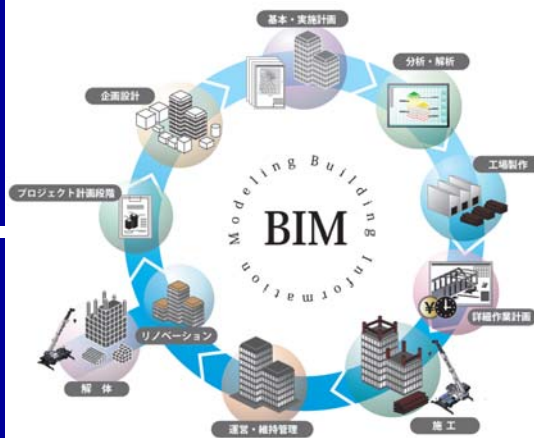 基本・実施計画
分析・解析
工場製作
詳細作業計画
¥
施工
運営・維持管理
リノベーション
解 体
プロジェクト計画段階
企画設計
Building Information Modeling
BIM